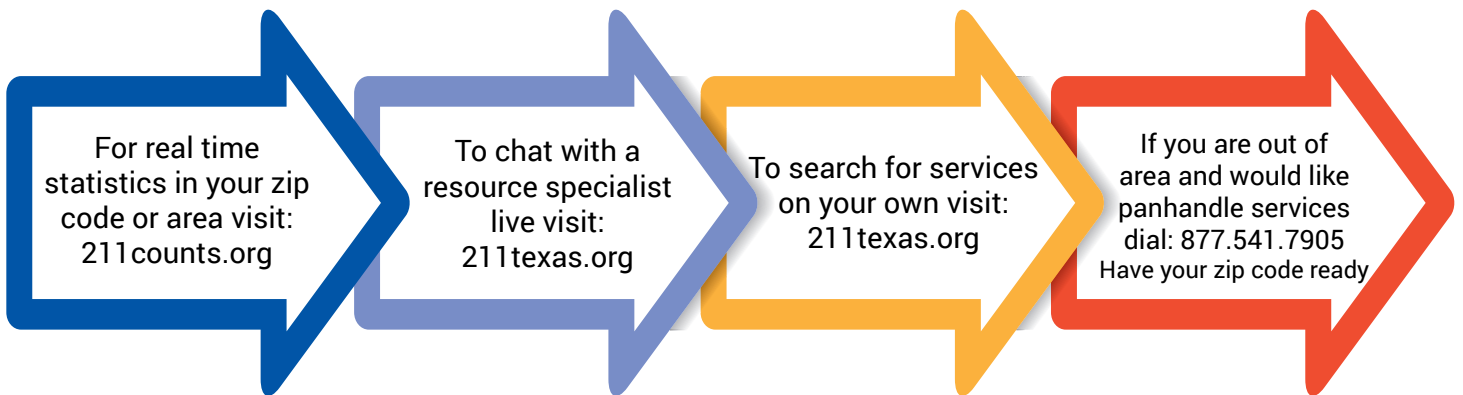 For real time
statistics in your zip
code or area visit:
211counts.org
To chat with a
resource specialist
live visit:
211texas.org
To search for services
on your own visit:
211texas.org
If you are out of
area and would like
panhandle services
dial: 877.541.7905
Have your zip code ready